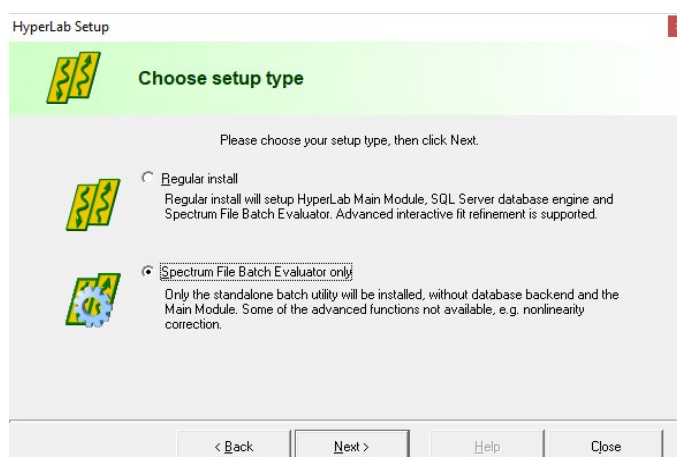 HyperLab Setup
Choose setup type
Please choose your setup type, then click Next.
Regular install
Regular install will setup HyperLab Main Module, SQL Server database engine and
Spectrum File Batch Evaluator. Advanced interactive fit refinement is supported.
Spectrum File Batch Evaluator only
Only the standalone batch utility will be installed, without database backend and the
Main Module. Some of the advanced functions not available, e.g. nonlinearity
correction.
< Back Next > Help Close